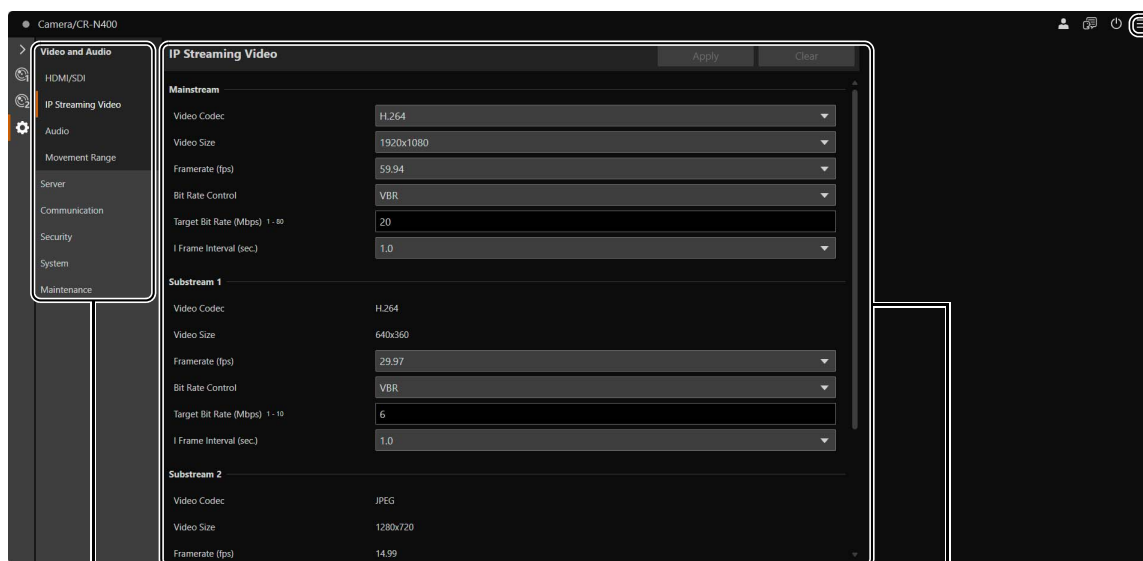 Camera/CR-N400
Video and Audio
HDMI/SDI
IP Streaming Video
Audio
Movement Range
Server
Communication
Security
System
Maintenance
1
2
IP Streaming Video Apply Clear
Mainstream
Video Codec H.264
Video Size 1920x1080
Framerate (fps) 59.94
Bit Rate Control VBR
Target Bit Rate (Mbps) 1 - 80 20
I Frame Interval (sec.) 1.0
Substream 1
Video Codec H.264
Video Size 640x360
Framerate (fps) 29.97
Bit Rate Control VBR
Target Bit Rate (Mbps) 1 - 10 6
I Frame Interval (sec.) 1.0
Substream 2
Video Codec JPEG
Video Size 1280x720
Framerate (fps) 14.99